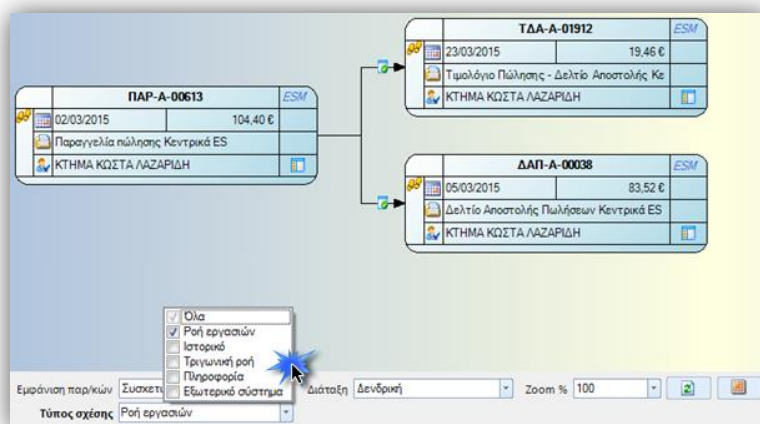 ΤΔΑ-Α-01912 ESM
23/03/2015 19,46 €
Τιμολόγιο Πώλησης - Δελτίο Αποστολής Κε
ΚΤΗΜΑ ΚΩΣΤΑ ΛΑΖΑΡΙΔΗ
ΠΑΡ-Α-00613 ESM
02/03/2015 104,40 €
Παραγγελία πώλησης Κεντρικά ES
ΚΤΗΜΑ ΚΩΣΤΑ ΛΑΖΑΡΙΔΗ
ΔΑΠ-Α-00038 ESM
05/03/2015 83,52 €
Δελτίο Αποστολής Πωλήσεων Κεντρικά ES
ΚΤΗΜΑ ΚΩΣΤΑ ΛΑΖΑΡΙΔΗ
Όλα
Ροή εργασιών
Ιστορικό
Τριγωνική ροή
Πληροφορία
Εξωτερικό σύστημα
Εμφάνιση παρ/κών Συσχετι Διάταξη Δενδρική Zoom % 100
Τύπος σχέσης Ροή εργασιών